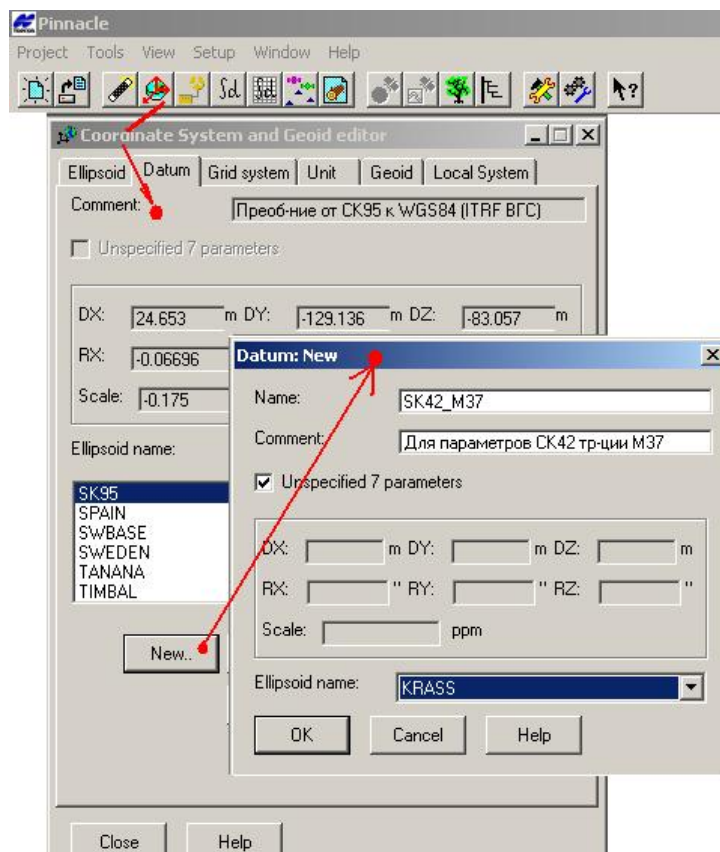 Pinnacle
Project Tools View Setup Window Help
Coordinate System and Geoid editor
Ellipsoid Datum Grid system Unit Geoid Local System
Comment: Преоб-ние от СК95 к WGS84 (ITRF ВГС)
Unspecified 7 parameters
DX: 24.653 m DY: -129.136 m DZ: -83.057 m
RX: -0.06696
Scale: -0.175
Ellipsoid name:
SK95
SPAIN
SWBASE
SWEDEN
TANANA
TIMBAL
New..
Close Help
Datum: New
Name: SK42_M37
Comment: Для параметров СК42 тр-ции М37
Unspecified 7 parameters
DX: m DY: m DZ: m
RX: " RY: " RZ: "
Scale: ppm
Ellipsoid name: KRASS
OK Cancel Help